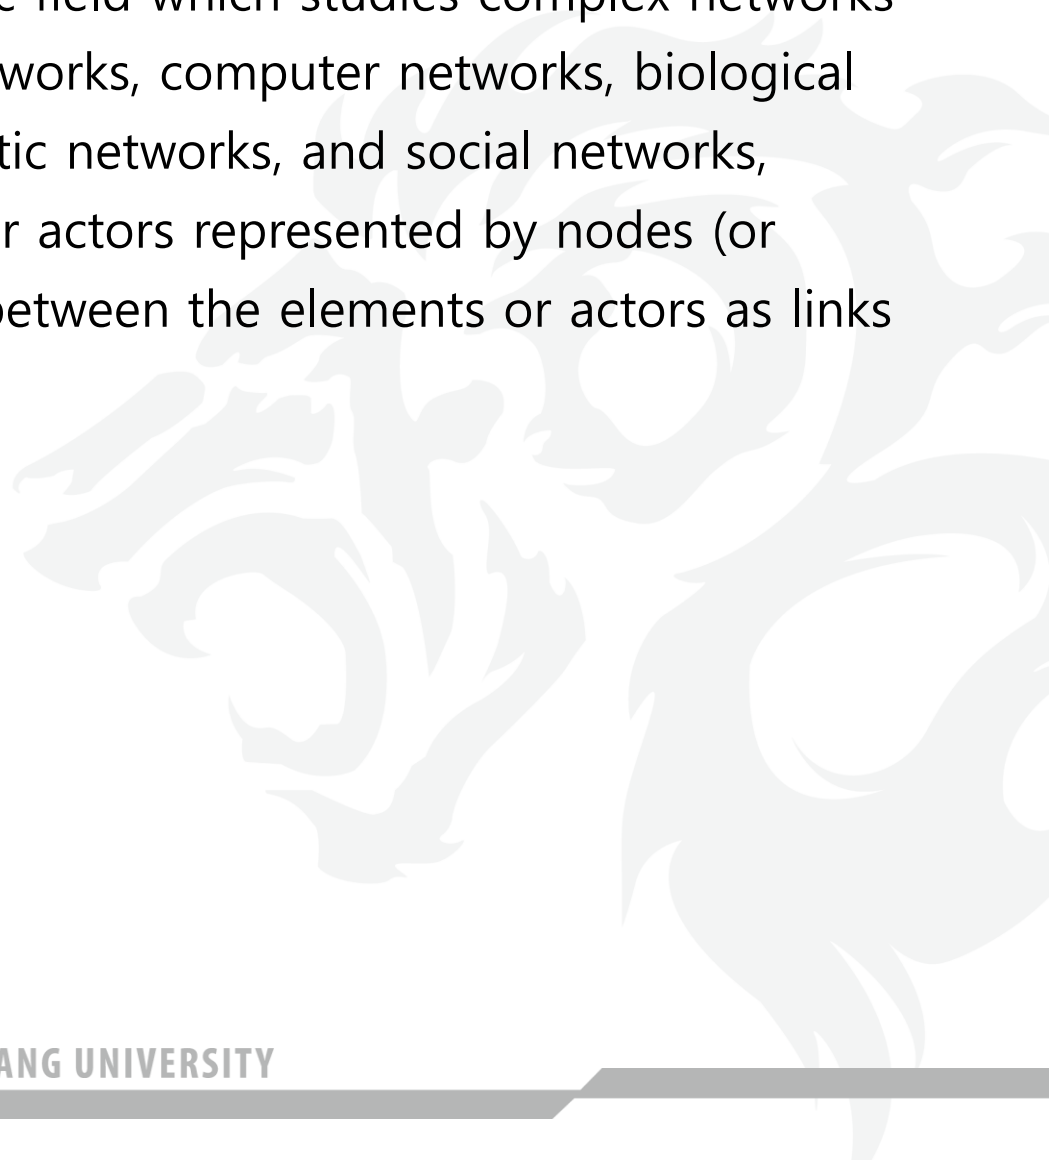 field which studies complex networks
works, computer networks, biological
tic networks, and social networks,
r actors represented by nodes (or
between the elements or actors as links
ANG UNIVERSITY